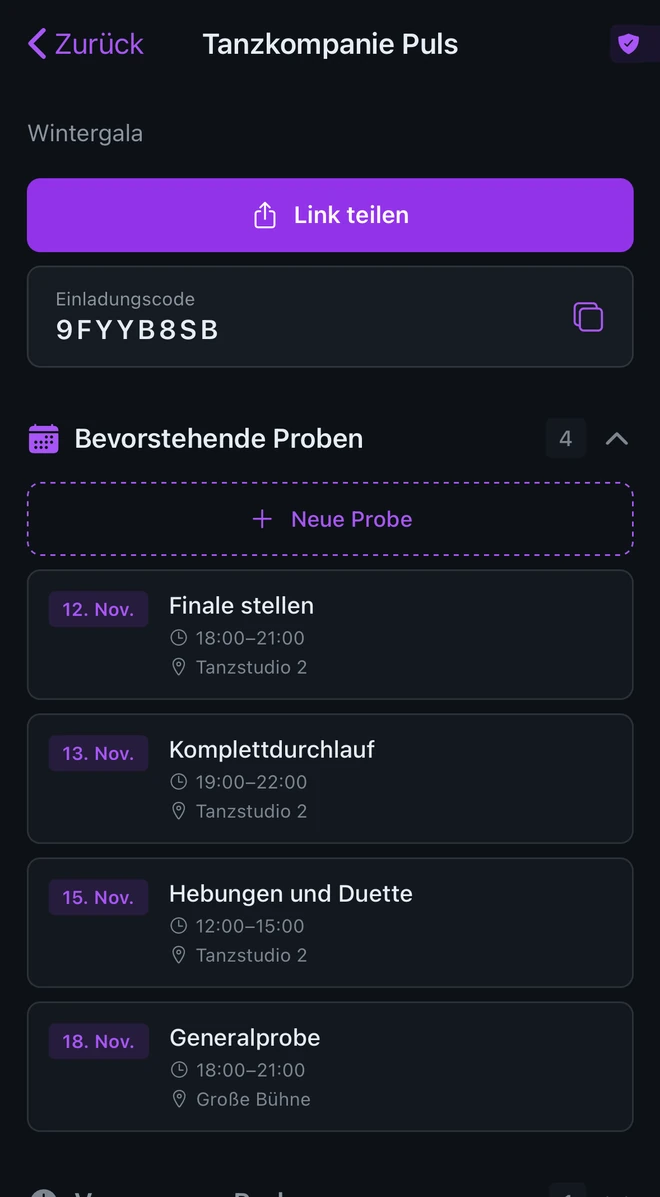 Zurück
Tanzkompanie Puls
Wintergala
Link teilen
Einladungscode
9FYYB8SB
Bevorstehende Proben
4
Neue Probe
12. Nov.
Finale stellen
18:00–21:00
Tanzstudio 2
13. Nov.
Komplettdurchlauf
19:00–22:00
Tanzstudio 2
15. Nov.
Hebungen und Duette
12:00–15:00
Tanzstudio 2
18. Nov.
Generalprobe
18:00–21:00
Große Bühne